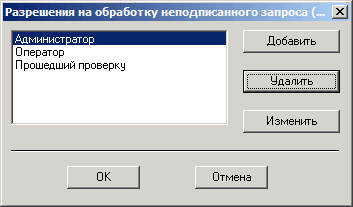 Разрешения на обработку неподписанного запроса (...
Администратор
Оператор
Прошедший проверку
Добавить
Удалить
Изменить
OK
Отмена